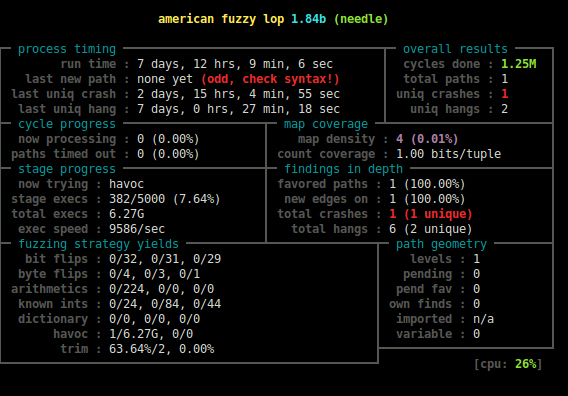 american fuzzy lop 1.84b (needle)
process timing overall results
run time : 7 days, 12 hrs, 9 min, 6 sec cycles done : 1.25M
last new path : none yet (odd, check syntax!) total paths : 1
last uniq crash : 2 days, 15 hrs, 4 min, 55 sec uniq crashes : 1
last uniq hang : 7 days, 0 hrs, 27 min, 18 sec uniq hangs : 2
cycle progress map coverage
now processing : 0 (0.00%) map density : 4 (0.01%)
paths timed out : 0 (0.00%) count coverage : 1.00 bits/tuple
stage progress findings in depth
now trying : havoc favored paths : 1 (100.00%)
stage execs : 382/5000 (7.64%) new edges on : 1 (100.00%)
total execs : 6.27G total crashes : 1 (1 unique)
exec speed : 9586/sec total hangs : 6 (2 unique)
fuzzing strategy yields path geometry
bit flips : 0/32, 0/31, 0/29 levels : 1
byte flips : 0/4, 0/3, 0/1 pending : 0
arithmetics : 0/224, 0/0, 0/0 pend fav : 0
known ints : 0/24, 0/84, 0/44 own finds : 0
dictionary : 0/0, 0/0, 0/0 imported : n/a
havoc : 1/6.27G, 0/0 variable : 0
trim : 63.64%/2, 0.00%
[cpu: 26%]